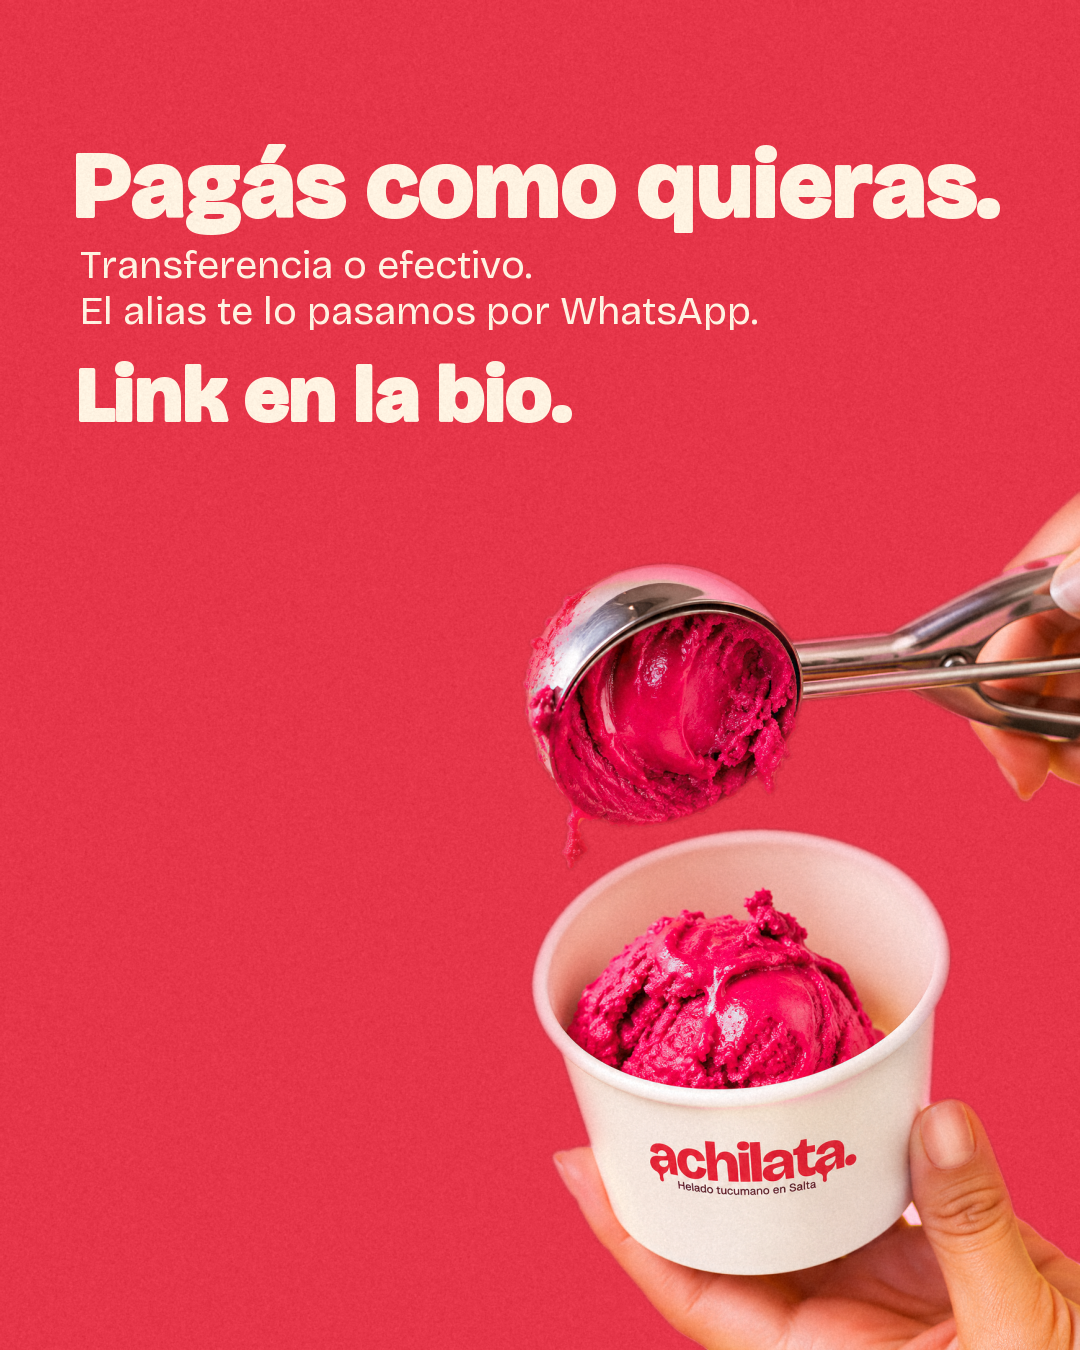 Pagás como quieras.
Transferencia o efectivo.
El alias te lo pasamos por WhatsApp.
Link en la bio.
achilata.
Helado tucumano en Salta